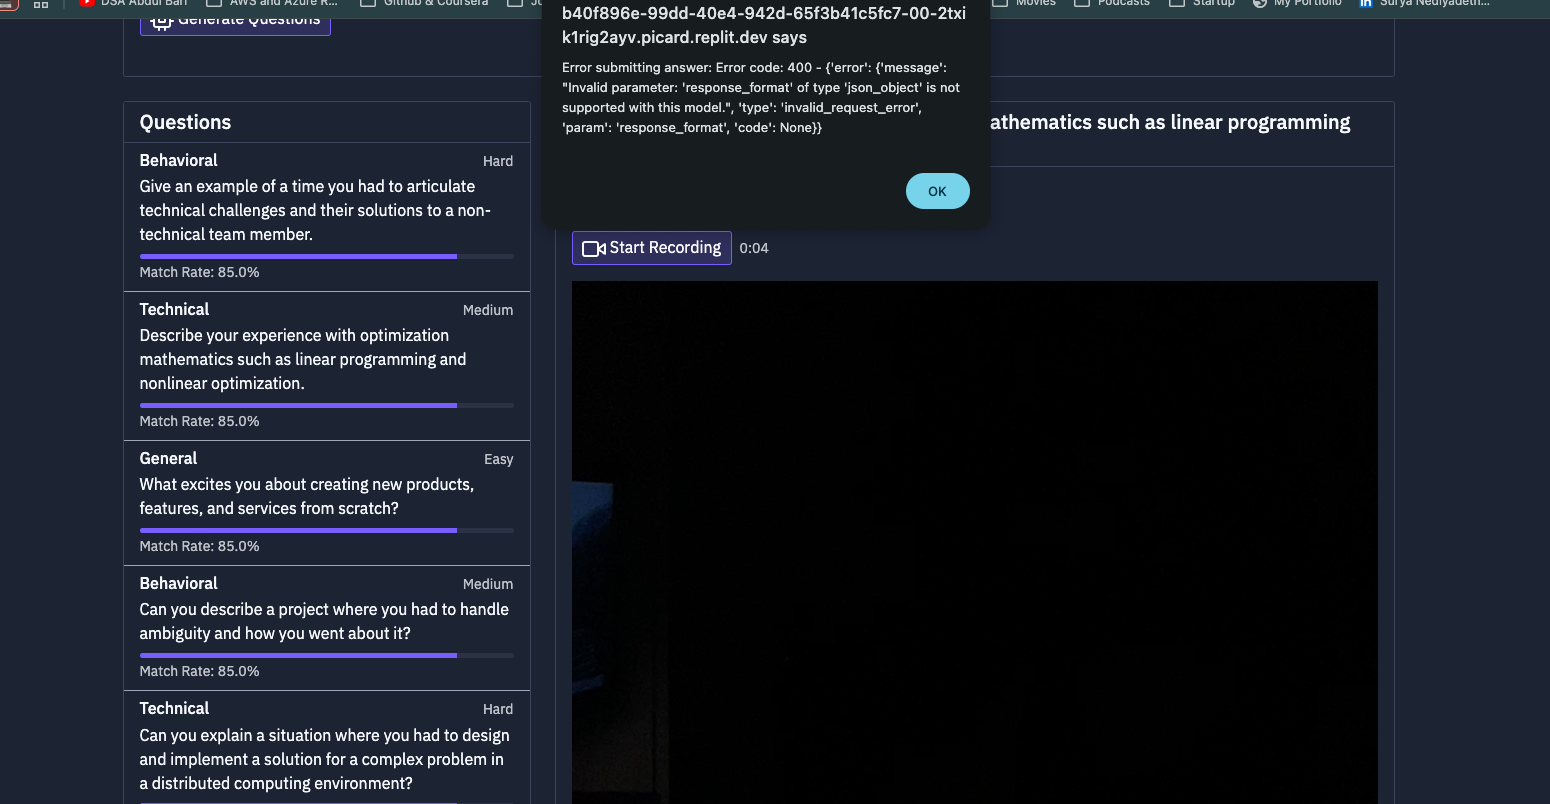 DSA Abdul Bari
AWS and Azure R...
Github & Coursera
Movies
Podcasts
Startup
My Portfolio
in Surya Nediyadeth...
Generate Questions
b40f896e-99dd-40e4-942d-65f3b41c5fc7-00-2txi
k1rig2ayv.picard.replit.dev says
Error submitting answer: Error code: 400 - {'error': {'message':
"Invalid parameter: 'response_format' of type 'json_object' is not
supported with this model.", 'type': 'invalid_request_error',
'param': 'response_format', 'code': None}}
OK
Questions
Behavioral Hard
Give an example of a time you had to articulate
technical challenges and their solutions to a non-
technical team member.
Match Rate: 85.0%
Technical Medium
Describe your experience with optimization
mathematics such as linear programming and
nonlinear optimization.
Match Rate: 85.0%
General Easy
What excites you about creating new products,
features, and services from scratch?
Match Rate: 85.0%
Behavioral Medium
Can you describe a project where you had to handle
ambiguity and how you went about it?
Match Rate: 85.0%
Technical Hard
Can you explain a situation where you had to design
and implement a solution for a complex problem in
a distributed computing environment?
athematics such as linear programming
Start Recording 0:04